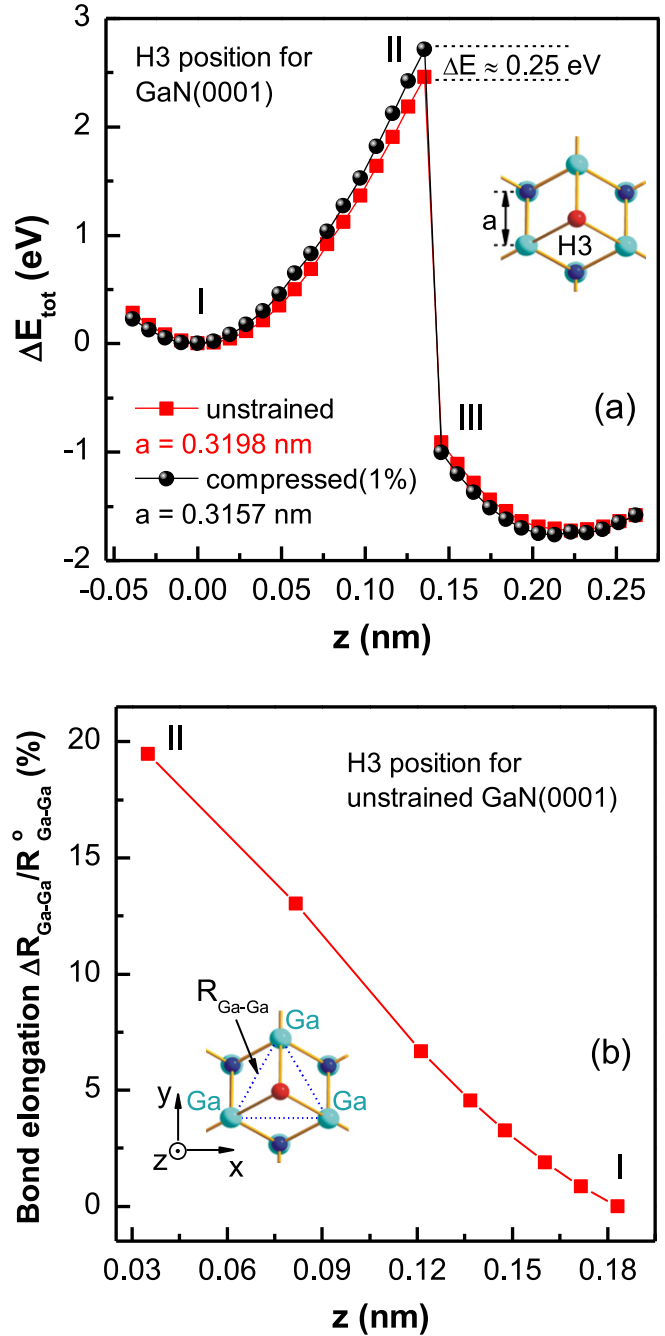 H3 position for
GaN(0001)
II
ΔE ≈ 0.25 eV
a
H3
I
III
(a)
unstrained
a = 0.3198 nm
compressed(1%)
a = 0.3157 nm
3
2
1
0
-1
-2
ΔE_tot (eV)
-0.05 0.00 0.05 0.10 0.15 0.20 0.25
z (nm)
II
H3 position for
unstrained GaN(0001)
R_Ga-Ga
Ga
Ga
Ga
y
z
x
(b)
I
20
15
10
5
0
Bond elongation ΔR_Ga-Ga/R°_Ga-Ga (%)
0.03 0.06 0.09 0.12 0.15 0.18
z (nm)